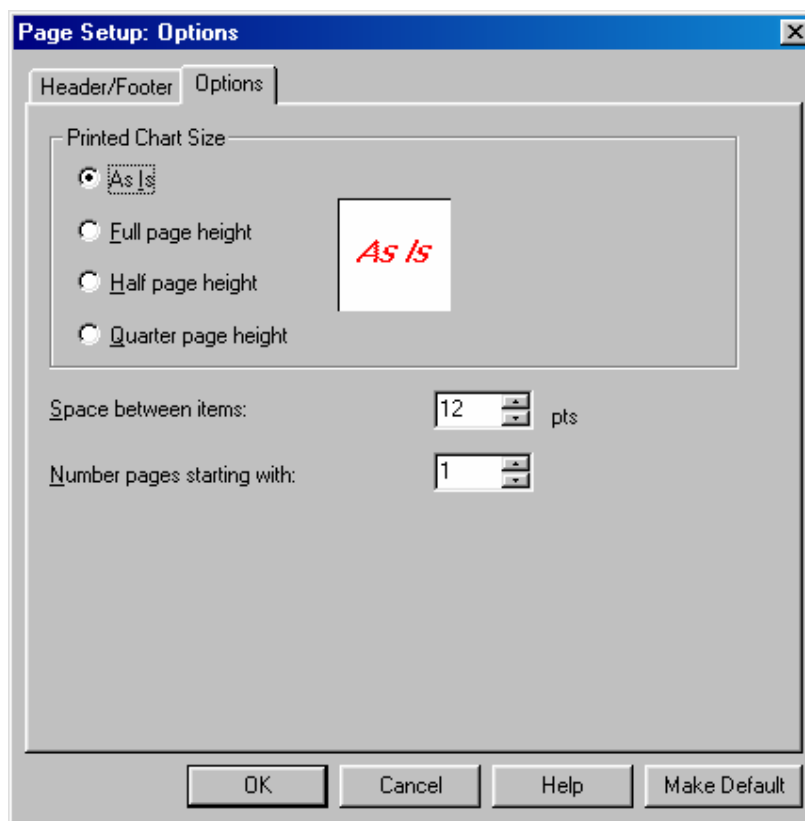 Page Setup: Options
Header/Footer Options
Printed Chart Size
As Is
Full page height
As Is
Half page height
Quarter page height
Space between items: 12 pts
Number pages starting with: 1
OK Cancel Help Make Default